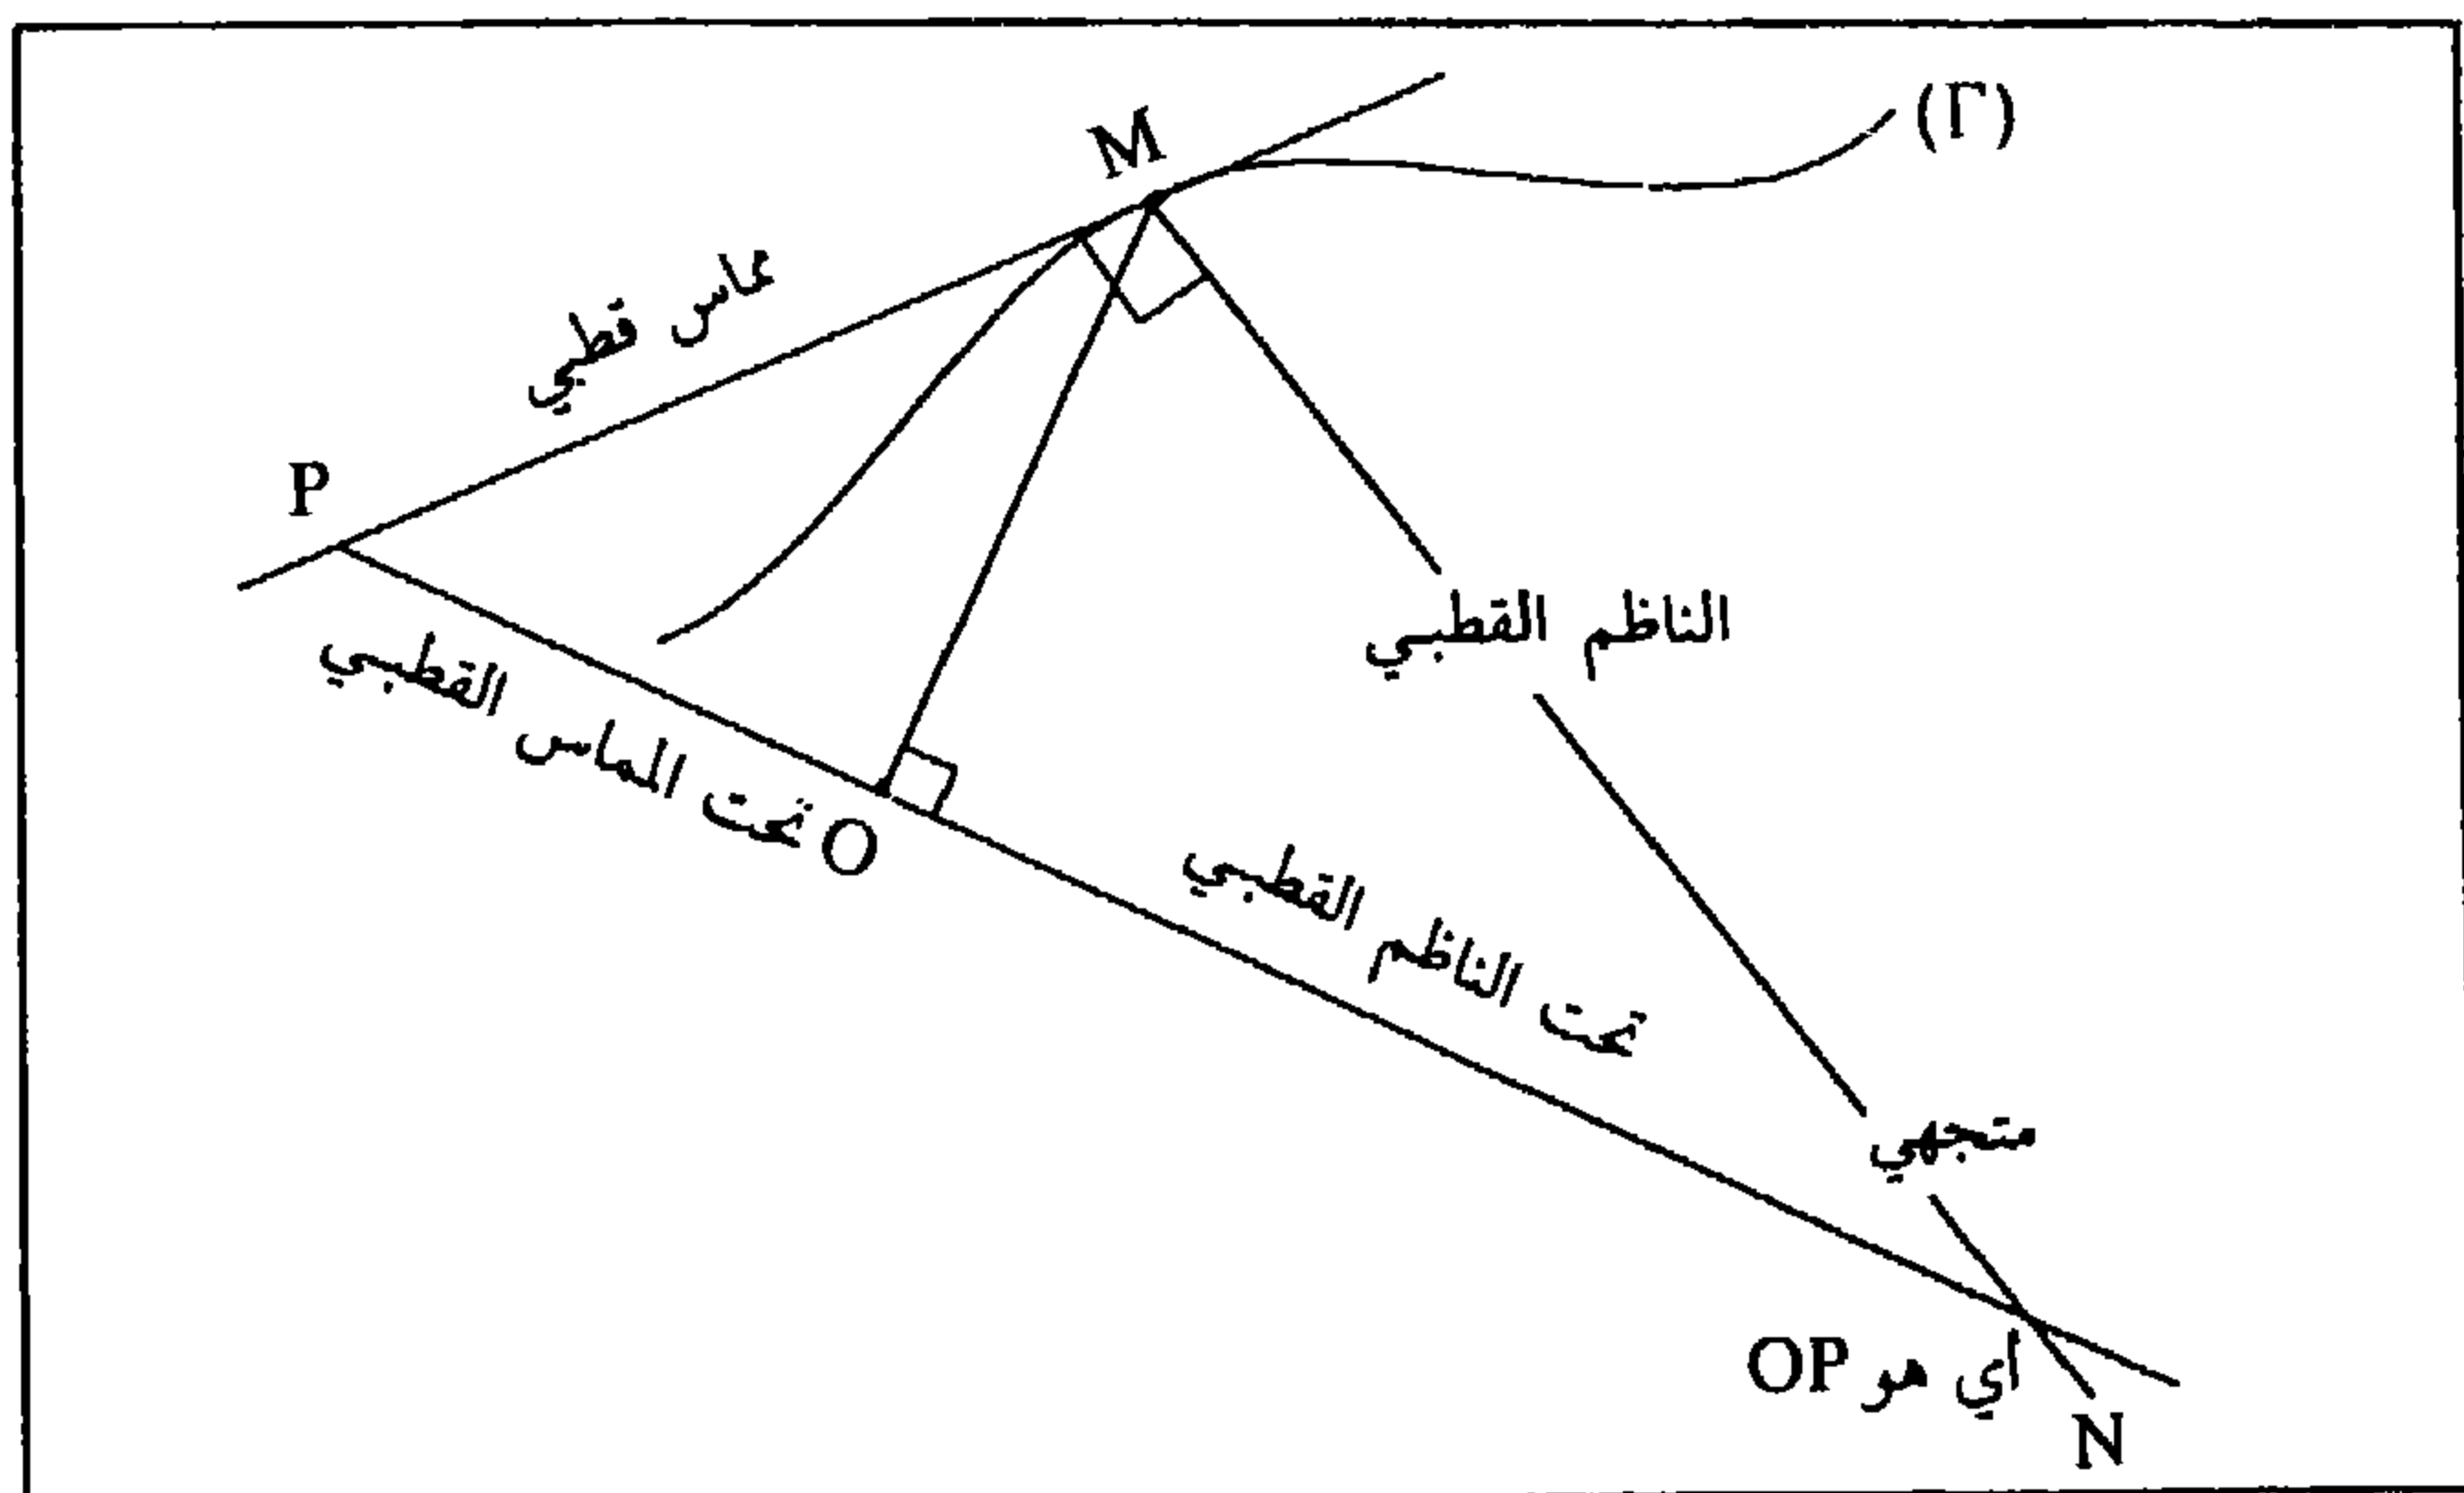 (Γ)
M
مماس قطبي
P
الناظم القطبي
تحت المماس القطبي
O
تحت الناظم القطبي
متجهي
أي هو OP
N